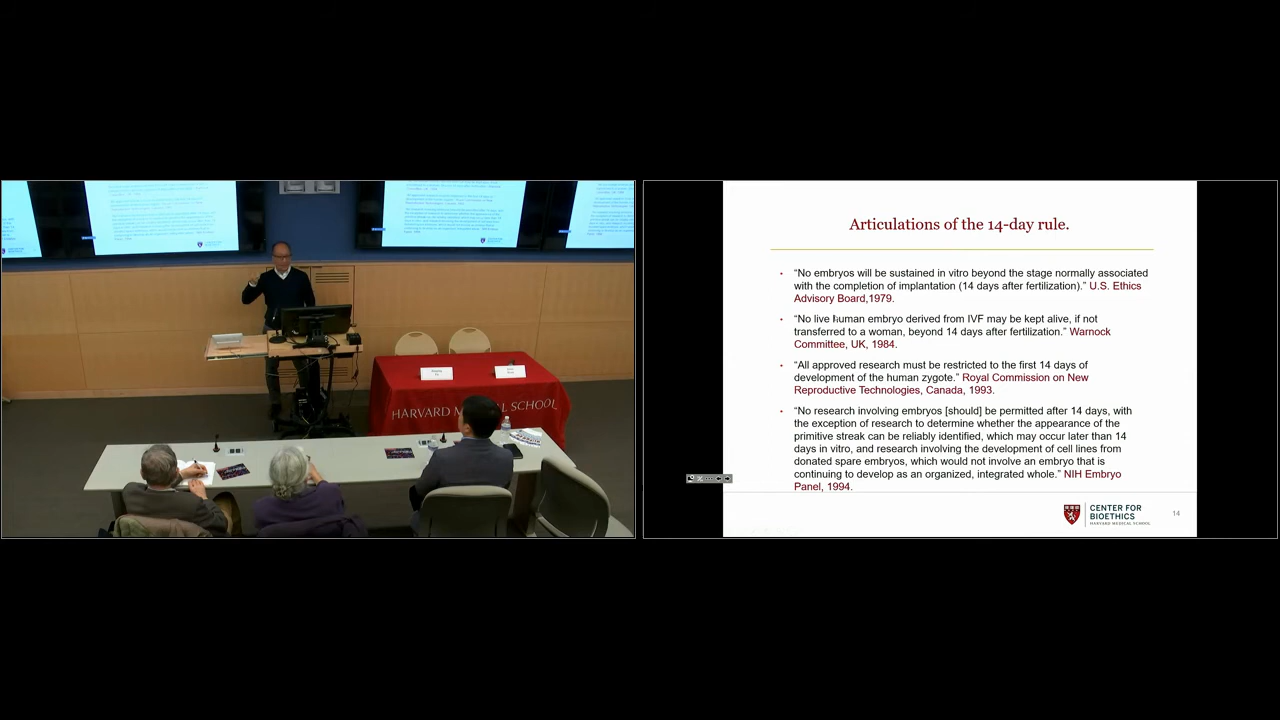 HARVARD MEDICAL SCHOOL
Articulations of the 14-day rule.
• “No embryos will be sustained in vitro beyond the stage normally associated
with the completion of implantation (14 days after fertilization).” U.S. Ethics
Advisory Board,1979.
• “No live human embryo derived from IVF may be kept alive, if not
transferred to a woman, beyond 14 days after fertilization.” Warnock
Committee, UK, 1984.
• “All approved research must be restricted to the first 14 days of
development of the human zygote.” Royal Commission on New
Reproductive Technologies, Canada, 1993.
• “No research involving embryos [should] be permitted after 14 days, with
the exception of research to determine whether the appearance of the
primitive streak can be reliably identified, which may occur later than 14
days in vitro, and research involving the development of cell lines from
donated spare embryos, which would not involve an embryo that is
continuing to develop as an organized, integrated whole.” NIH Embryo
Panel, 1994.
CENTER FOR
BIOETHICS
HARVARD MEDICAL SCHOOL
14